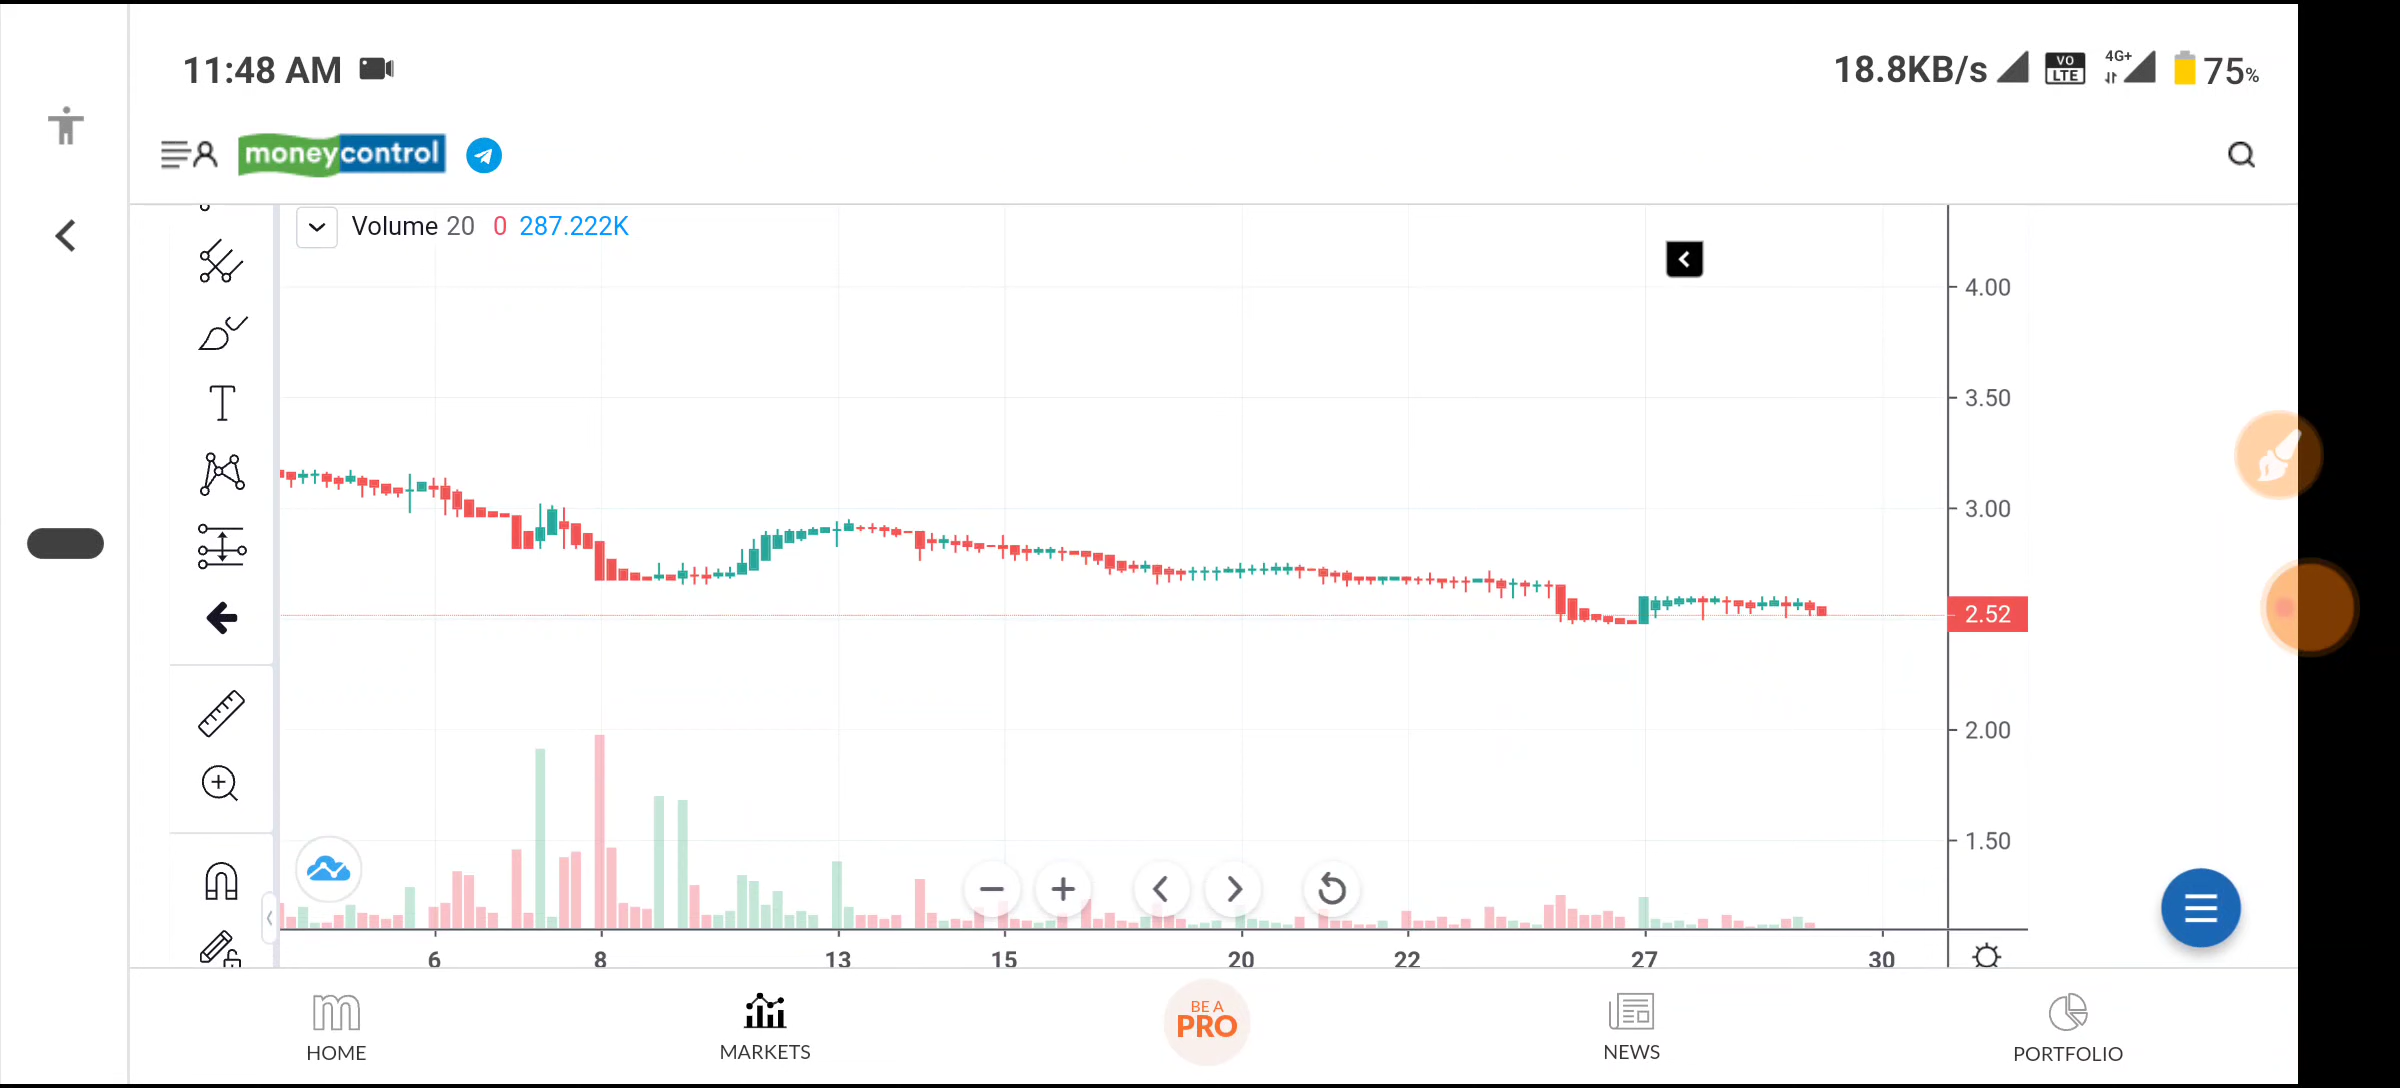 11:48 AM
18.8KB/s VO LTE 4G+ 75%
moneycontrol
Volume 20 0 287.222K
4.00
3.50
3.00
2.52
2.00
1.50
6 8 13 15 20 22 27 30
HOME
MARKETS
BE A
PRO
NEWS
PORTFOLIO